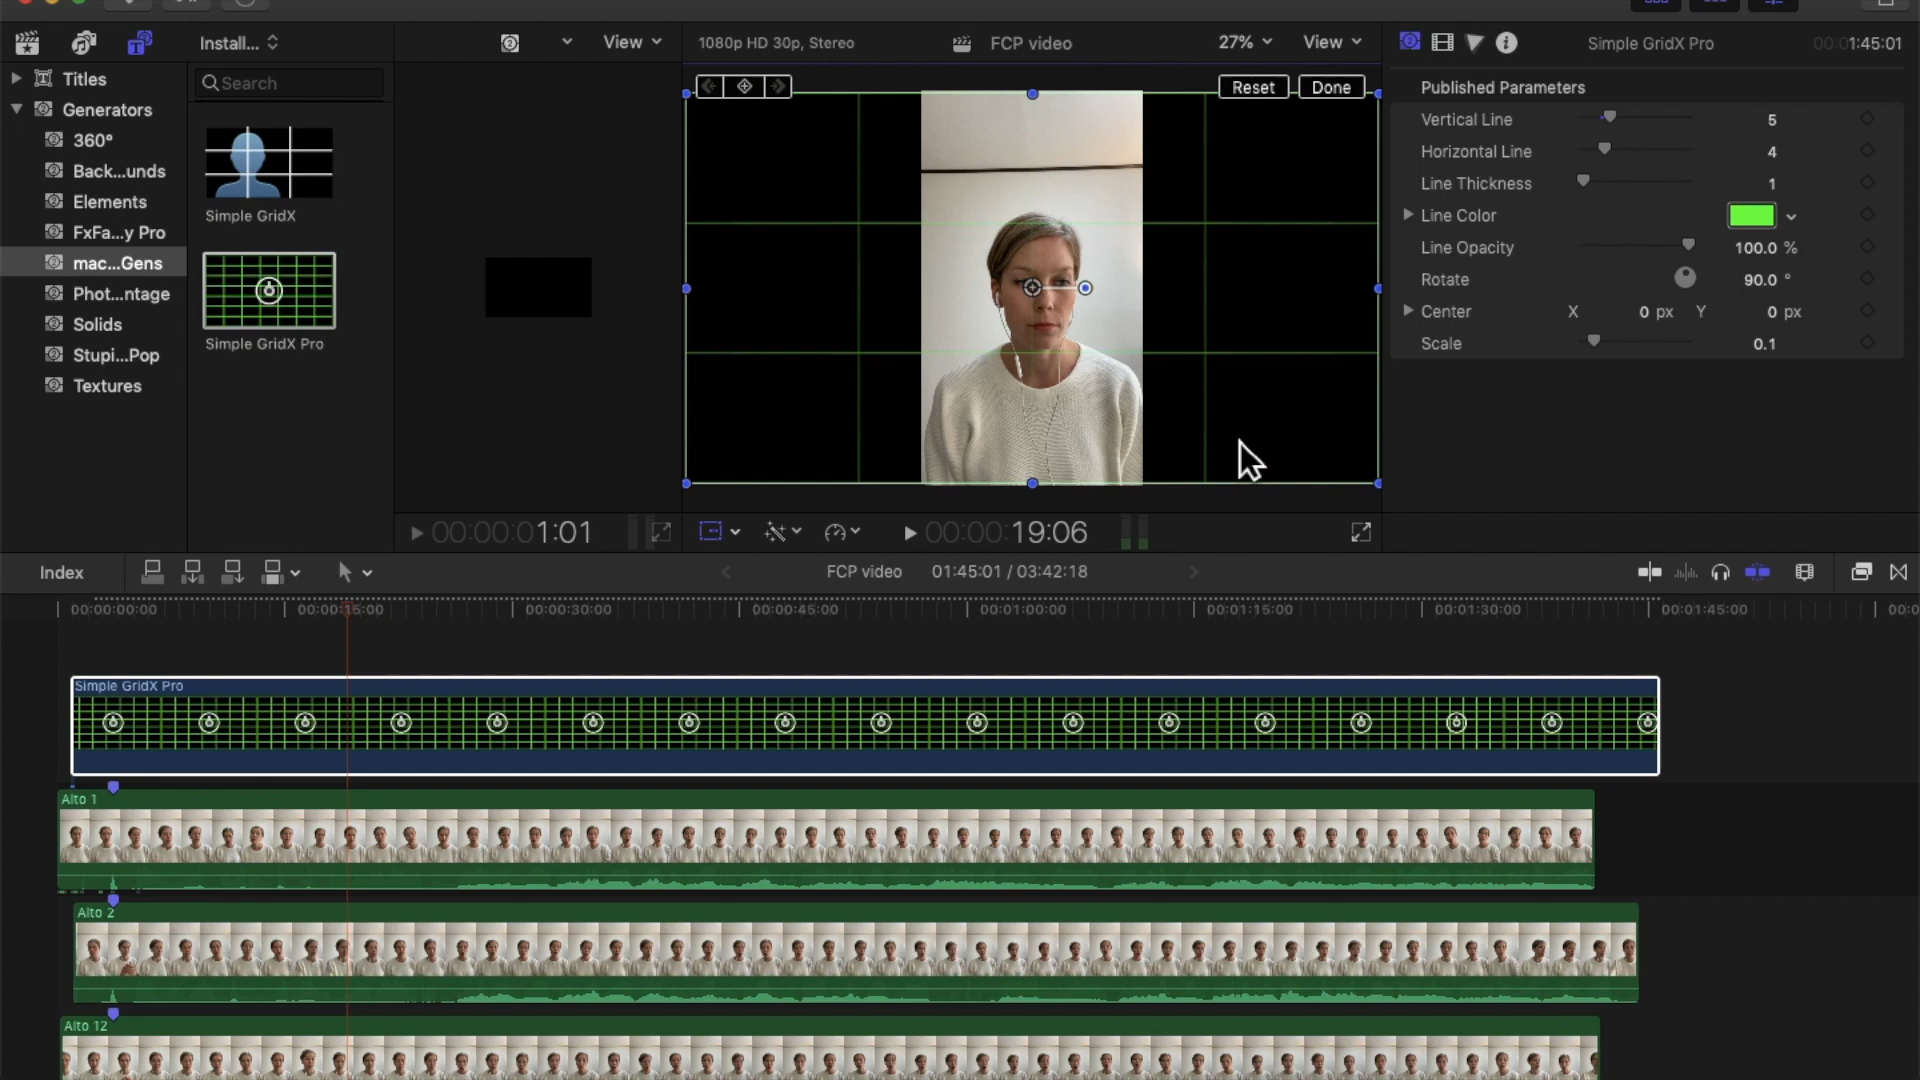 Install...
View
1080p HD 30p, Stereo
FCP video
27%
View
Simple GridX Pro
00:01:45:01
Titles
Generators
360°
Back...unds
Elements
FxFa...y Pro
mac...Gens
Phot...ntage
Solids
Stupi...Pop
Textures
Search
Simple GridX
Simple GridX Pro
Reset
Done
Published Parameters
Vertical Line 5
Horizontal Line 4
Line Thickness 1
Line Color
Line Opacity 100.0 %
Rotate 90.0 °
Center X 0 px Y 0 px
Scale 0.1
00:00:01:01
00:00:19:06
Index
FCP video
01:45:01 / 03:42:18
00:00:00:00
00:00:15:00
00:00:30:00
00:00:45:00
00:01:00:00
00:01:15:00
00:01:30:00
00:01:45:00
Simple GridX Pro
Alto 1
Alto 2
Alto 12